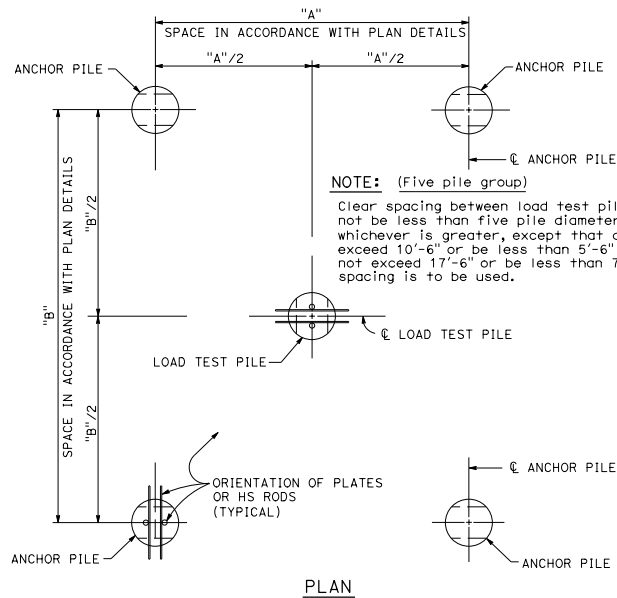 "A"
SPACE IN ACCORDANCE WITH PLAN DETAILS
"A"/2
"A"/2
ANCHOR PILE
ANCHOR PILE
℄ ANCHOR PILE
NOTE: (Five pile group)
Clear spacing between load test pil
not be less than five pile diameter
whichever is greater, except that
exceed 10'-6" or be less than 5'-6"
not exceed 17'-6" or be less than 7
spacing is to be used.
"B"
SPACE IN ACCORDANCE WITH PLAN DETAILS
"B"/2
"B"/2
℄ LOAD TEST PILE
LOAD TEST PILE
℄ ANCHOR PILE
ORIENTATION OF PLATES
OR HS RODS
(TYPICAL)
ANCHOR PILE
ANCHOR PILE
PLAN